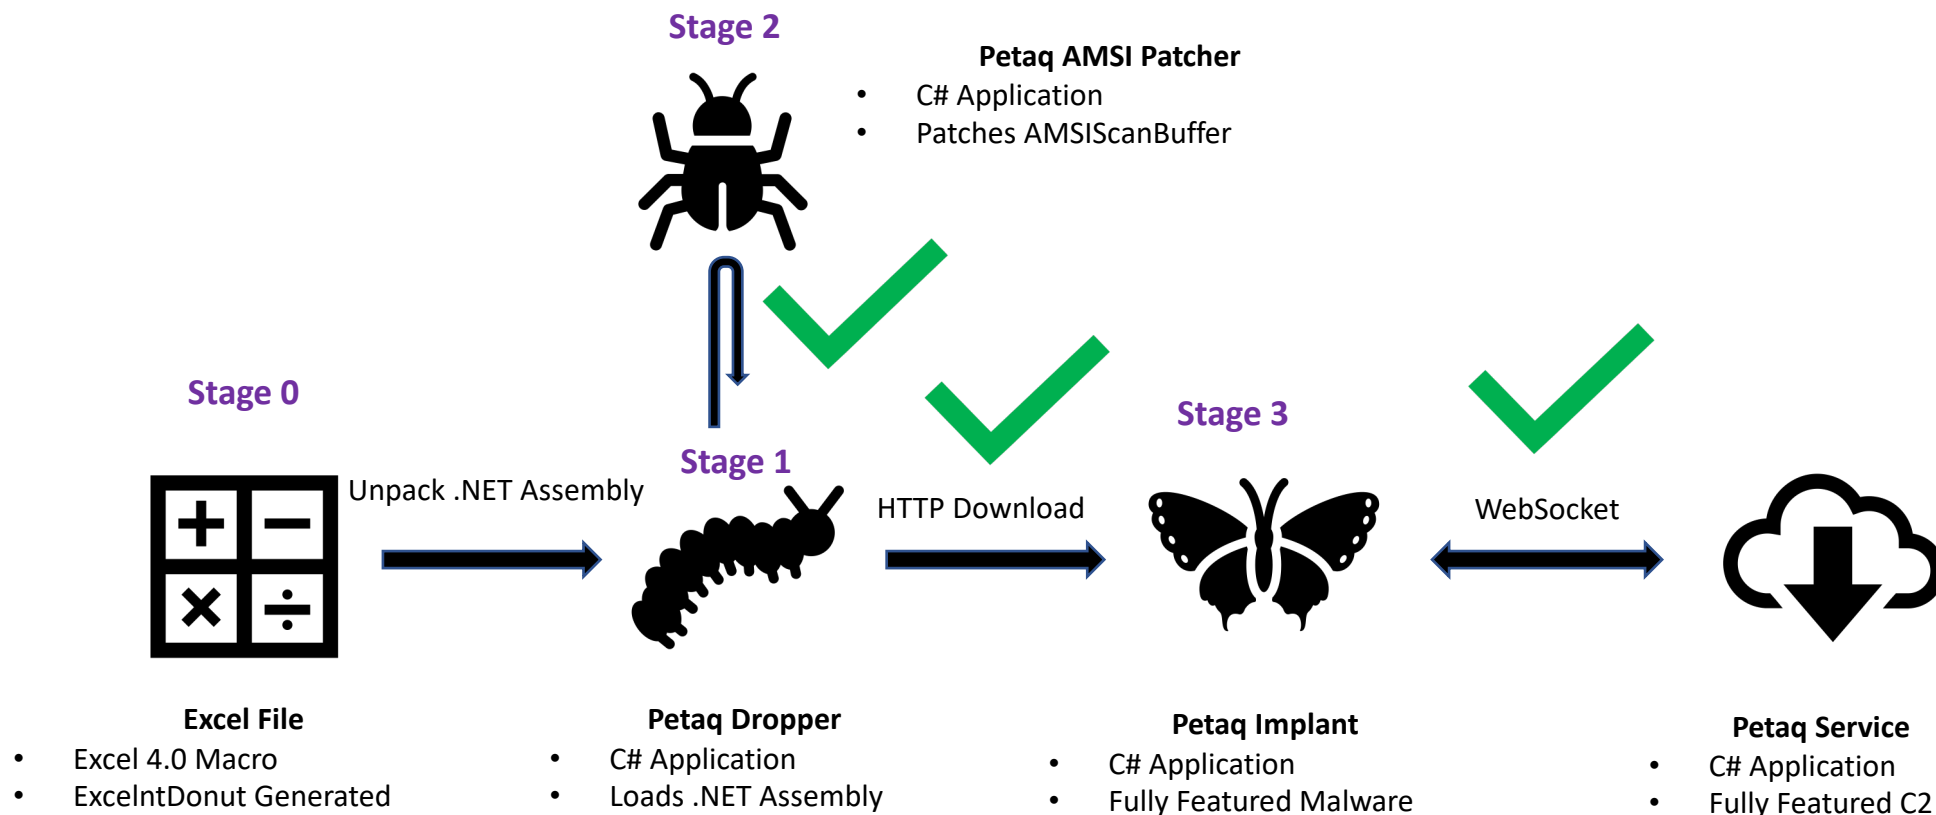 Stage 2
Petaq AMSI Patcher
• C# Application
• Patches AMSIScanBuffer
Stage 0
Stage 3
Stage 1
Unpack .NET Assembly
HTTP Download
WebSocket
Excel File
• Excel 4.0 Macro
• ExcelntDonut Generated
Petaq Dropper
• C# Application
• Loads .NET Assembly
Petaq Implant
• C# Application
• Fully Featured Malware
Petaq Service
• C# Application
• Fully Featured C2